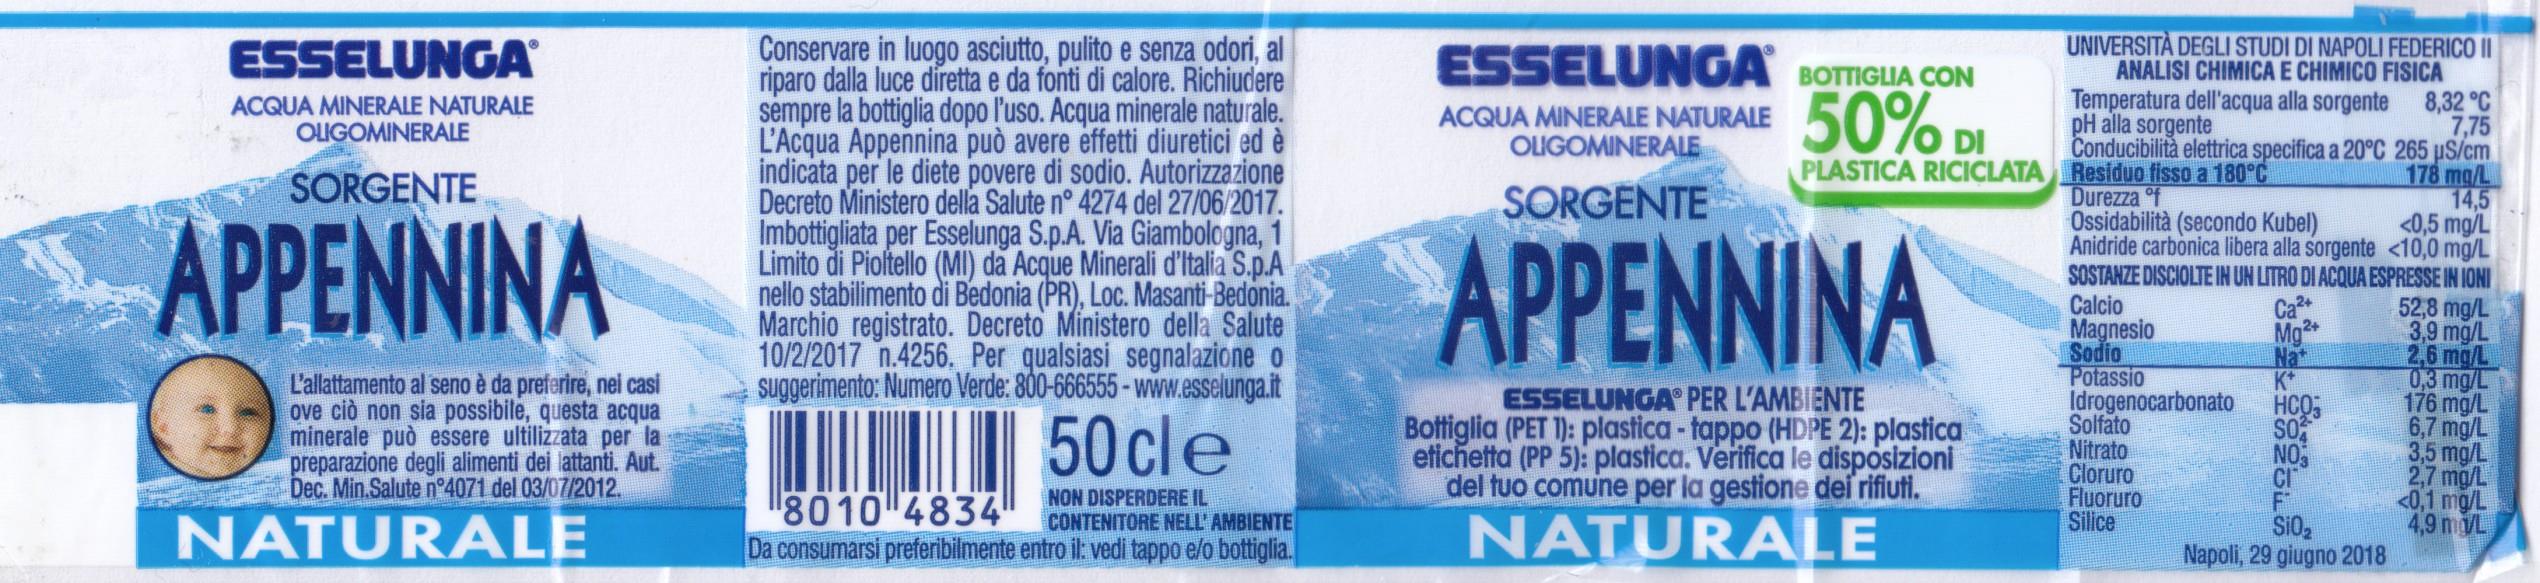 ESSELUNGA®
ACQUA MINERALE NATURALE
OLIGOMINERALE
SORGENTE
APPENNINA
L'allattamento al seno è da preferire, nei casi
ove ciò non sia possibile, questa acqua
minerale può essere ultilizzata per la
preparazione degli alimenti dei lattanti. Aut.
Dec. Min.Salute n°4071 del 03/07/2012.
NATURALE
Conservare in luogo asciutto, pulito e senza odori, al
riparo dalla luce diretta e da fonti di calore. Richiudere
sempre la bottiglia dopo l'uso. Acqua minerale naturale.
L'Acqua Appennina può avere effetti diuretici ed è
indicata per le diete povere di sodio. Autorizzazione
Decreto Ministero della Salute n° 4274 del 27/06/2017.
Imbottigliata per Esselunga S.p.A. Via Giambologna, 1
Limito di Pioltello (MI) da Acque Minerali d'Italia S.p.A
nello stabilimento di Bedonia (PR), Loc. Masanti-Bedonia.
Marchio registrato. Decreto Ministero della Salute
10/2/2017 n.4256. Per qualsiasi segnalazione o
suggerimento: Numero Verde: 800-666555 - www.esselunga.it
8010 4834
50 cl e
NON DISPERDERE IL
CONTENITORE NELL' AMBIENTE
Da consumarsi preferibilmente entro il: vedi tappo e/o bottiglia.
ESSELUNGA®
ACQUA MINERALE NATURALE
OLIGOMINERALE
BOTTIGLIA CON
50% DI
PLASTICA RICICLATA
SORGENTE
APPENNINA
ESSELUNGA® PER L'AMBIENTE
Bottiglia (PET 1): plastica - tappo (HDPE 2): plastica
etichetta (PP 5): plastica. Verifica le disposizioni
del tuo comune per la gestione dei rifiuti.
NATURALE
UNIVERSITÀ DEGLI STUDI DI NAPOLI FEDERICO II
ANALISI CHIMICA E CHIMICO FISICA
Temperatura dell'acqua alla sorgente 8,32 °C
pH alla sorgente 7,75
Conducibilità elettrica specifica a 20°C 265 µS/cm
Residuo fisso a 180°C 178 mg/L
Durezza °f 14,5
Ossidabilità (secondo Kubel) <0,5 mg/L
Anidride carbonica libera alla sorgente <10,0 mg/L
SOSTANZE DISCIOLTE IN UN LITRO DI ACQUA ESPRESSE IN IONI
Calcio Ca²⁺ 52,8 mg/L
Magnesio Mg²⁺ 3,9 mg/L
Sodio Na⁺ 2,6 mg/L
Potassio K⁺ 0,3 mg/L
Idrogenocarbonato HCO₃⁻ 176 mg/L
Solfato SO₄²⁻ 6,7 mg/L
Nitrato NO₃⁻ 3,5 mg/L
Cloruro Cl⁻ 2,7 mg/L
Fluoruro F⁻ <0,1 mg/L
Silice SiO₂ 4,9 mg/L
Napoli, 29 giugno 2018